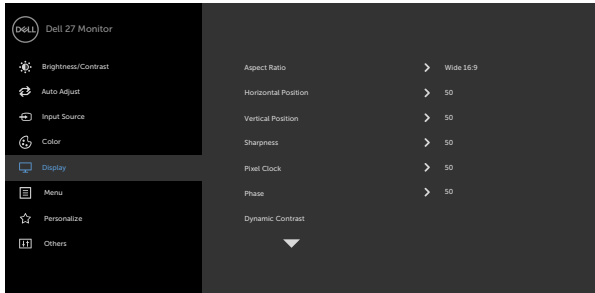 DELL Dell 27 Monitor
Brightness/Contrast
Auto Adjust
Input Source
Color
Display
Menu
Personalize
Others
Aspect Ratio Wide 16:9
Horizontal Position 50
Vertical Position 50
Sharpness 50
Pixel Clock 50
Phase 50
Dynamic Contrast